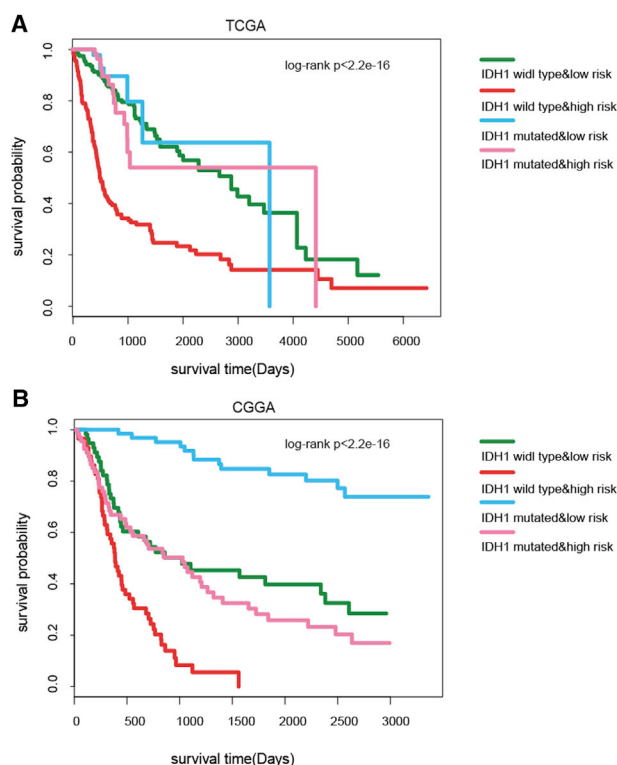 A
TCGA
log-rank p<2.2e-16
survival probability
1.0
0.8
0.6
0.4
0.2
0.0
0 1000 2000 3000 4000 5000 6000
survival time(Days)
IDH1 widl type&low risk
IDH1 wild type&high risk
IDH1 mutated&low risk
IDH1 mutated&high risk
B
CGGA
log-rank p<2.2e-16
survival probability
1.0
0.8
0.6
0.4
0.2
0.0
0 500 1000 1500 2000 2500 3000
survival time(Days)
IDH1 widl type&low risk
IDH1 wild type&high risk
IDH1 mutated&low risk
IDH1 mutated&high risk